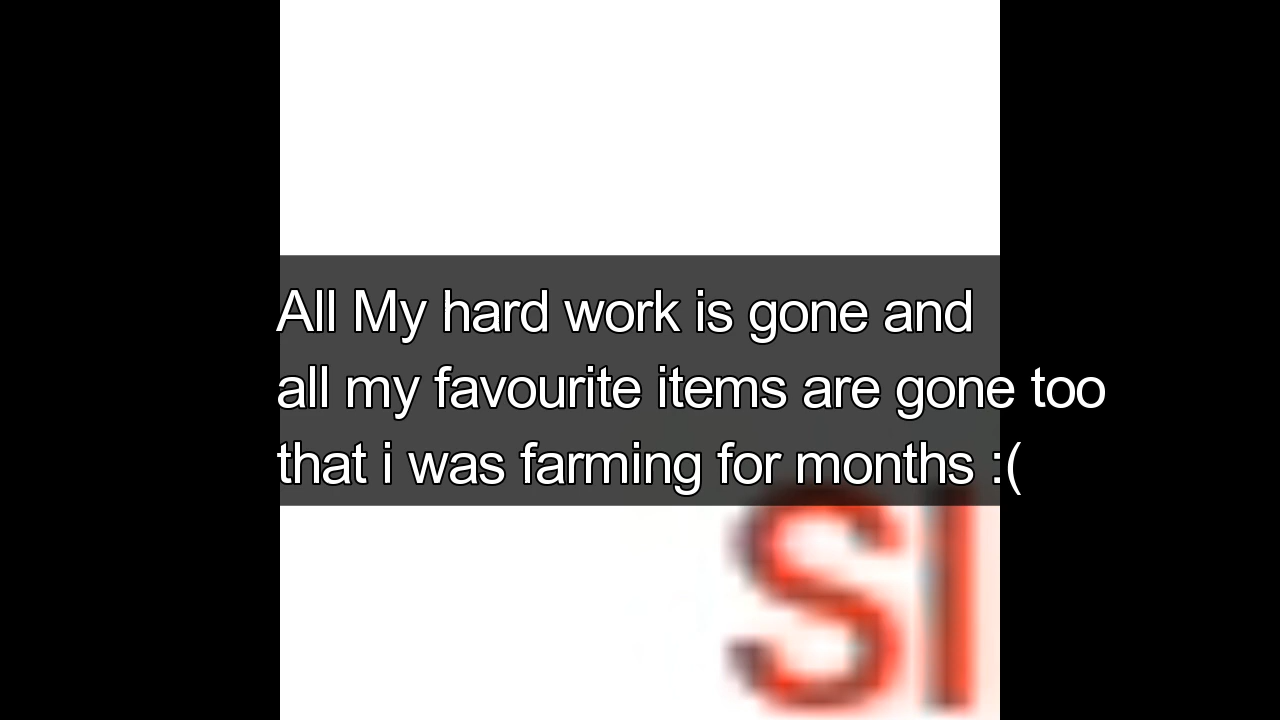 All My hard work is gone and
all my favourite items are gone too
that i was farming for months :(